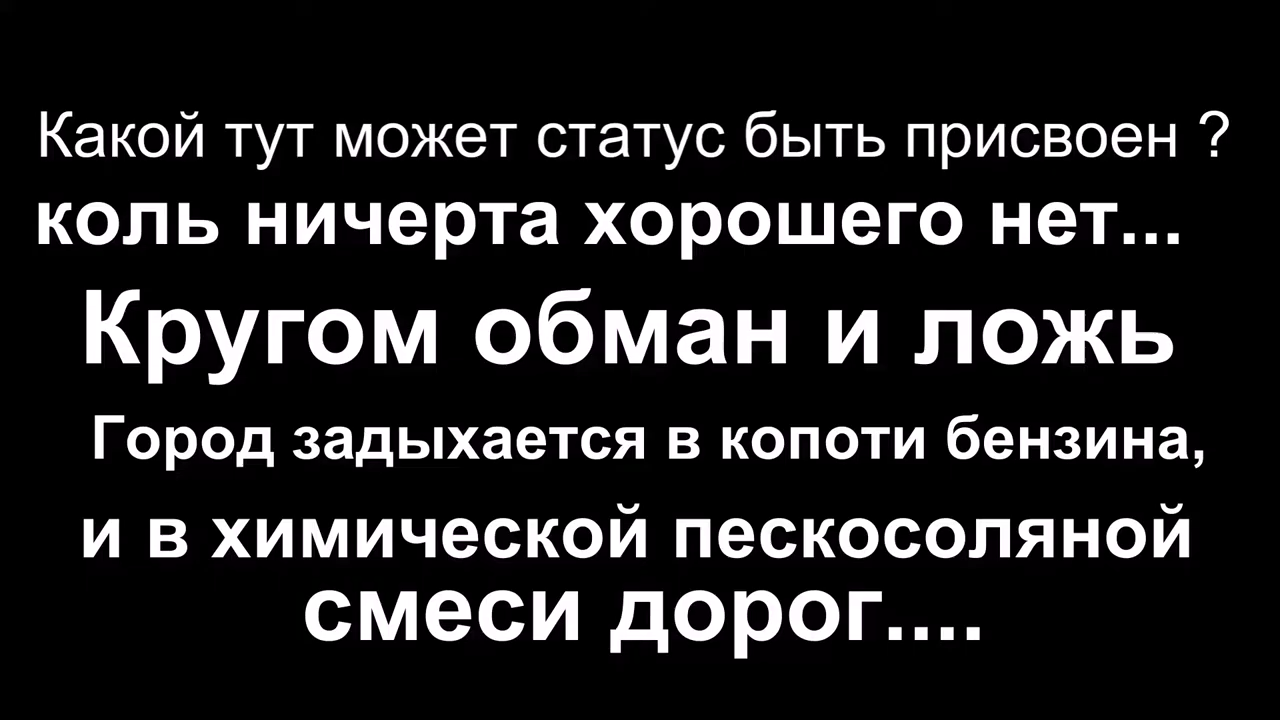 Какой тут может статус быть присвоен ?
коль ничерта хорошего нет...
Кругом обман и ложь
Город задыхается в копоти бензина,
и в химической пескосоляной
смеси дорог....